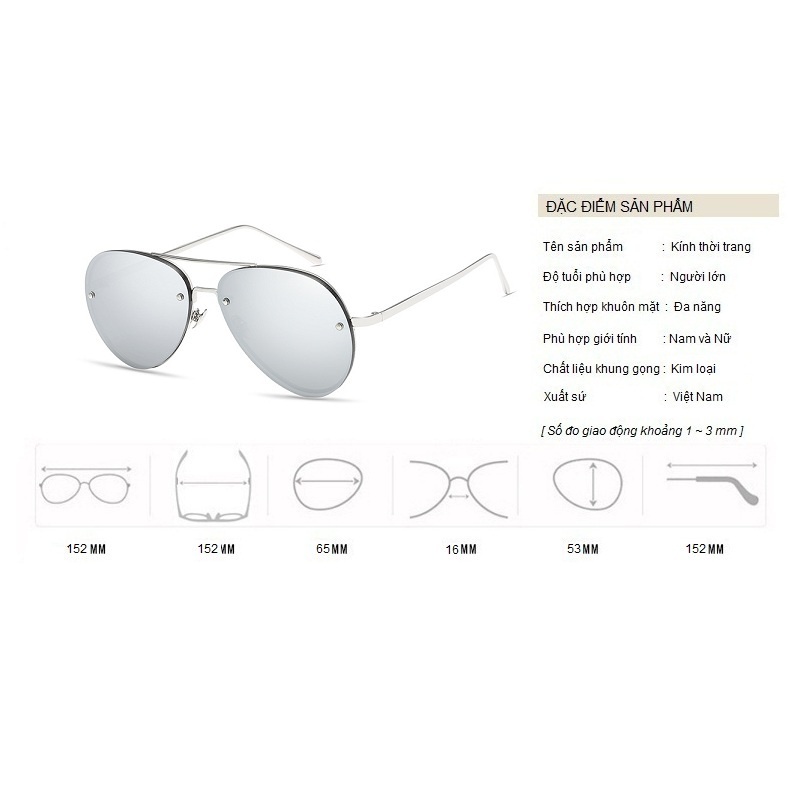 ĐẶC ĐIỂM SẢN PHẨM
Tên sản phẩm : Kính thời trang
Độ tuổi phù hợp : Người lớn
Thích hợp khuôn mặt : Đa năng
Phù hợp giới tính : Nam và Nữ
Chất liệu khung gọng : Kim loại
Xuất sứ : Việt Nam
[ Số đo giao động khoảng 1 ~ 3 mm ]
152 MM 152 MM 65 MM 16 MM 53 MM 152 MM